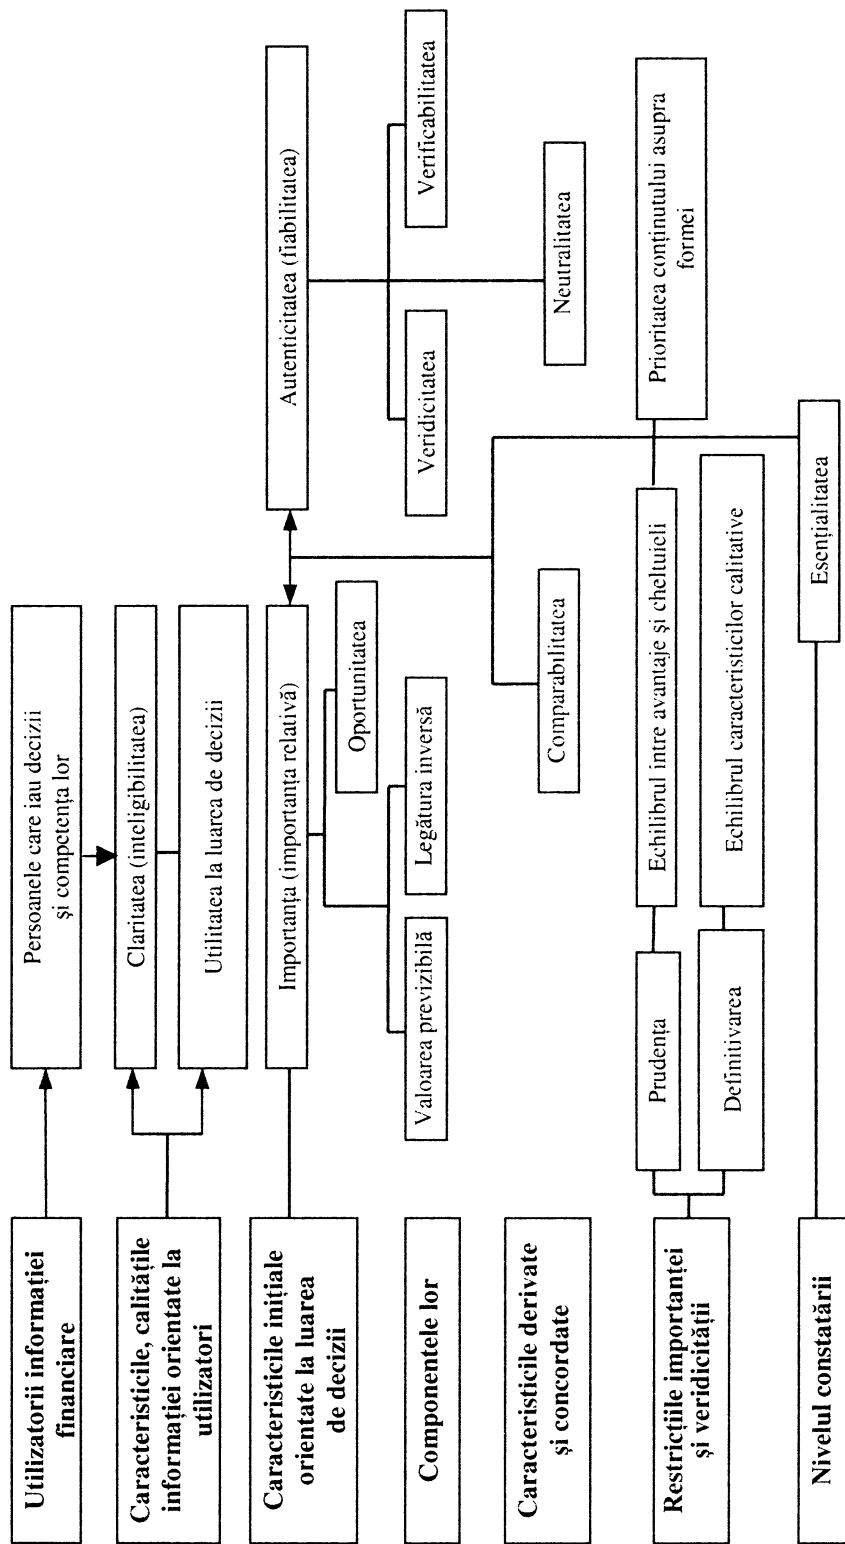 Utilizatorii informației
financiare
Persoanele care iau decizii
și competența lor
Caracteristicile, calitățile
informației orientate la
utilizatori
Claritatea (inteligibilitatea)
Utilitatea la luarea de decizii
Caracteristicile inițiale
orientate la luarea
de decizii
Importanța (importanța relativă)
Autenticitatea (fiabilitatea)
Oportunitatea
Componentele lor
Valoarea previzibilă
Legătura inversă
Veridicitatea
Verificabilitatea
Caracteristicile derivate
și concordate
Comparabilitatea
Neutralitatea
Restricțiile importanței
și veridicității
Prudența
Echilibrul între avantaje și cheltuieli
Prioritatea conținutului asupra
formei
Definitivarea
Echilibrul caracteristicilor calitative
Nivelul constatării
Esențialitatea